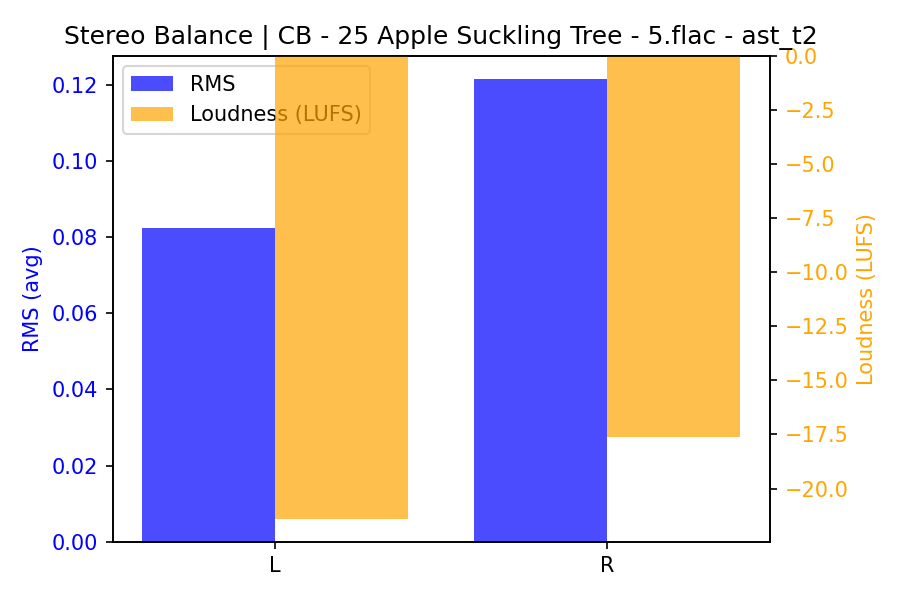 Stereo Balance | CB - 25 Apple Suckling Tree - 5.flac - ast_t2
RMS
Loudness (LUFS)
0.12
0.10
0.08
0.06
0.04
0.02
0.00
RMS (avg)
L
R
0.0
−2.5
−5.0
−7.5
−10.0
−12.5
−15.0
−17.5
−20.0
Loudness (LUFS)